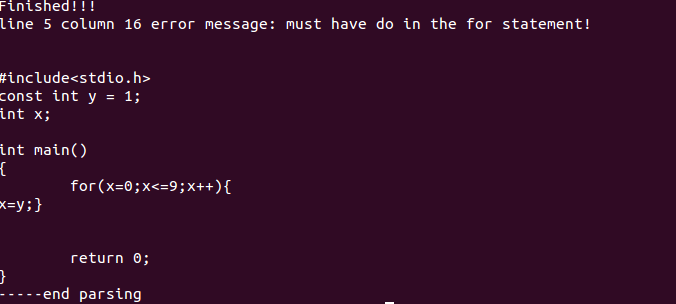 Finished!!!
line 5 column 16 error message: must have do in the for statement!
#include<stdio.h>
const int y = 1;
int x;
int main()
{
for(x=0;x<=9;x++){
x=y;}
return 0;
}
-----end parsing